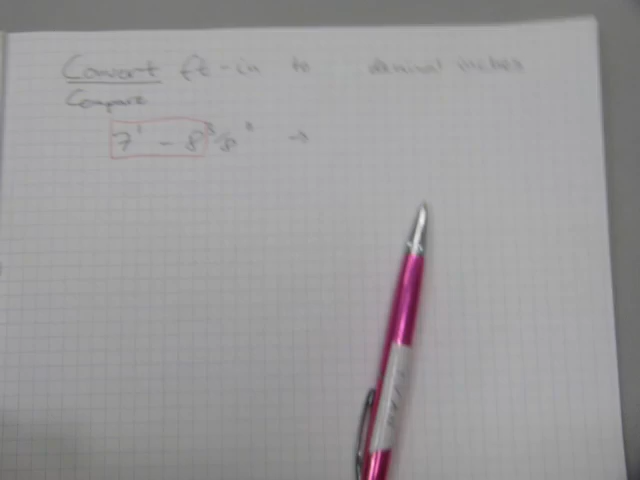 Convert ft-in to decimal inches
Compare
7' - 8 3/8" →